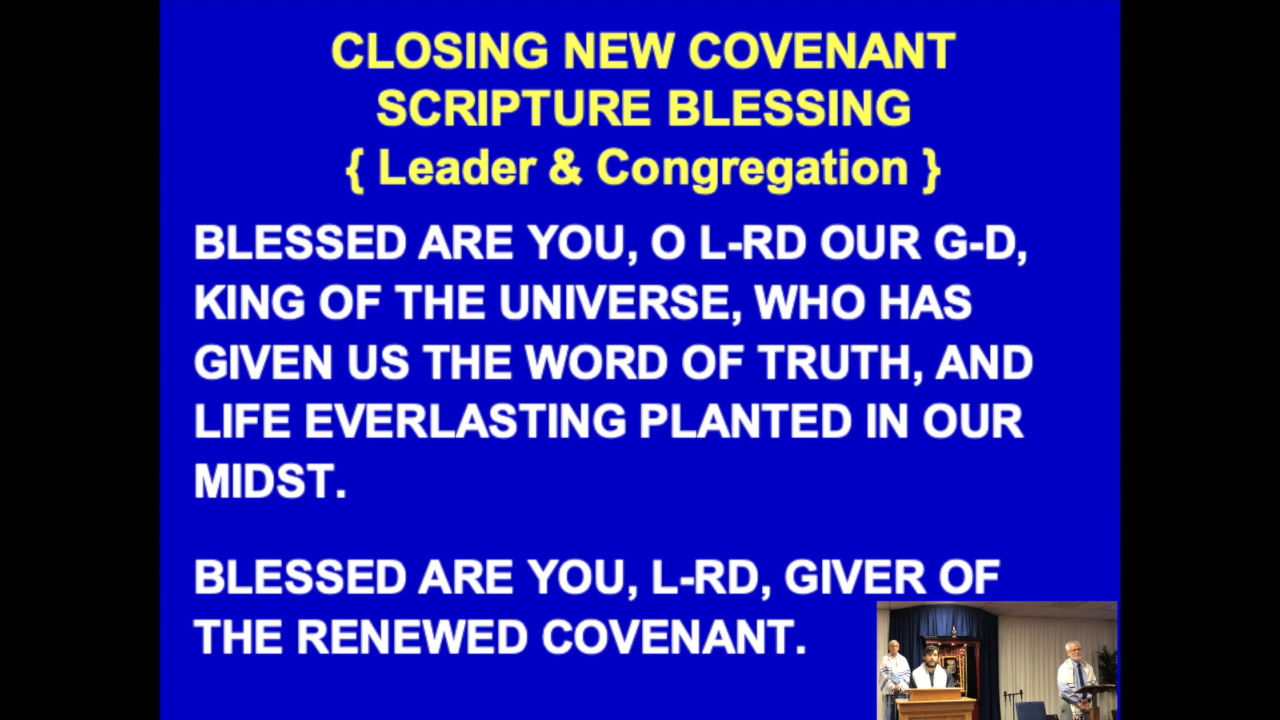 CLOSING NEW COVENANT
SCRIPTURE BLESSING
{ Leader & Congregation }
BLESSED ARE YOU, O L-RD OUR G-D,
KING OF THE UNIVERSE, WHO HAS
GIVEN US THE WORD OF TRUTH, AND
LIFE EVERLASTING PLANTED IN OUR
MIDST.
BLESSED ARE YOU, L-RD, GIVER OF
THE RENEWED COVENANT.